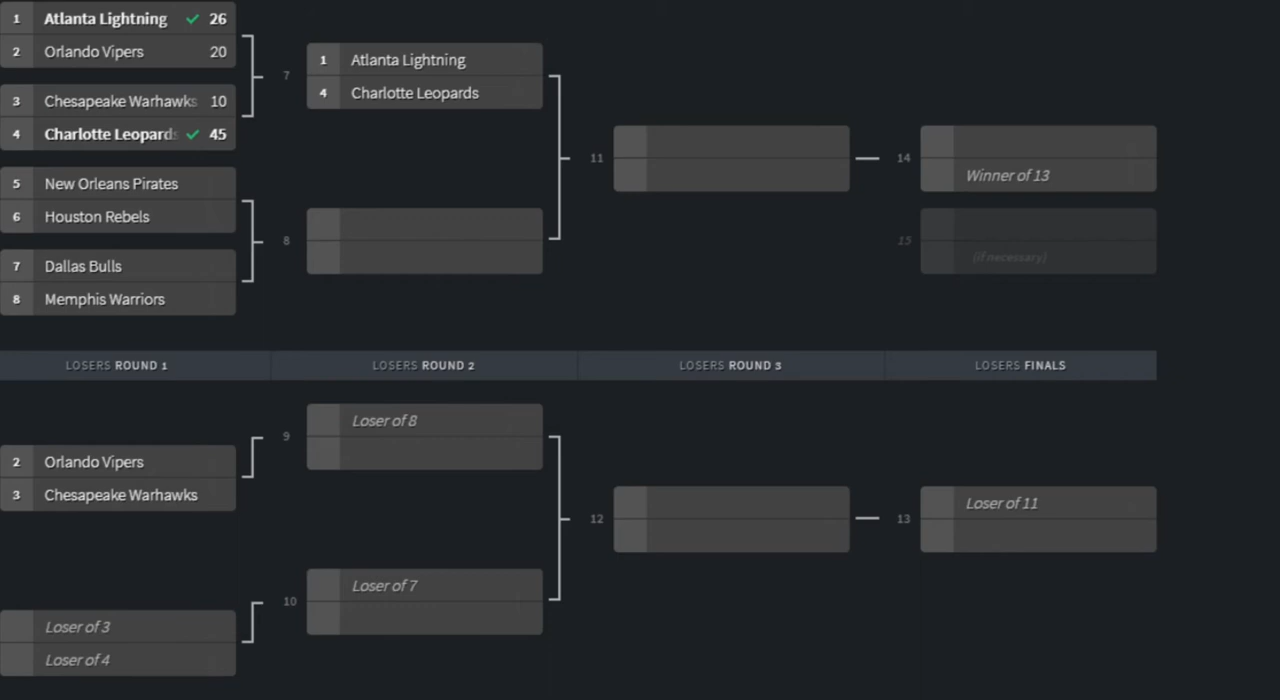 1 Atlanta Lightning 26
2 Orlando Vipers 20
3 Chesapeake Warhawks 10
4 Charlotte Leopards 45
5 New Orleans Pirates
6 Houston Rebels
7 Dallas Bulls
8 Memphis Warriors
7
1 Atlanta Lightning
4 Charlotte Leopards
8
11
14
Winner of 13
15
(if necessary)
LOSERS ROUND 1
LOSERS ROUND 2
LOSERS ROUND 3
LOSERS FINALS
2 Orlando Vipers
3 Chesapeake Warhawks
Loser of 3
Loser of 4
9
Loser of 8
10
Loser of 7
12
13
Loser of 11